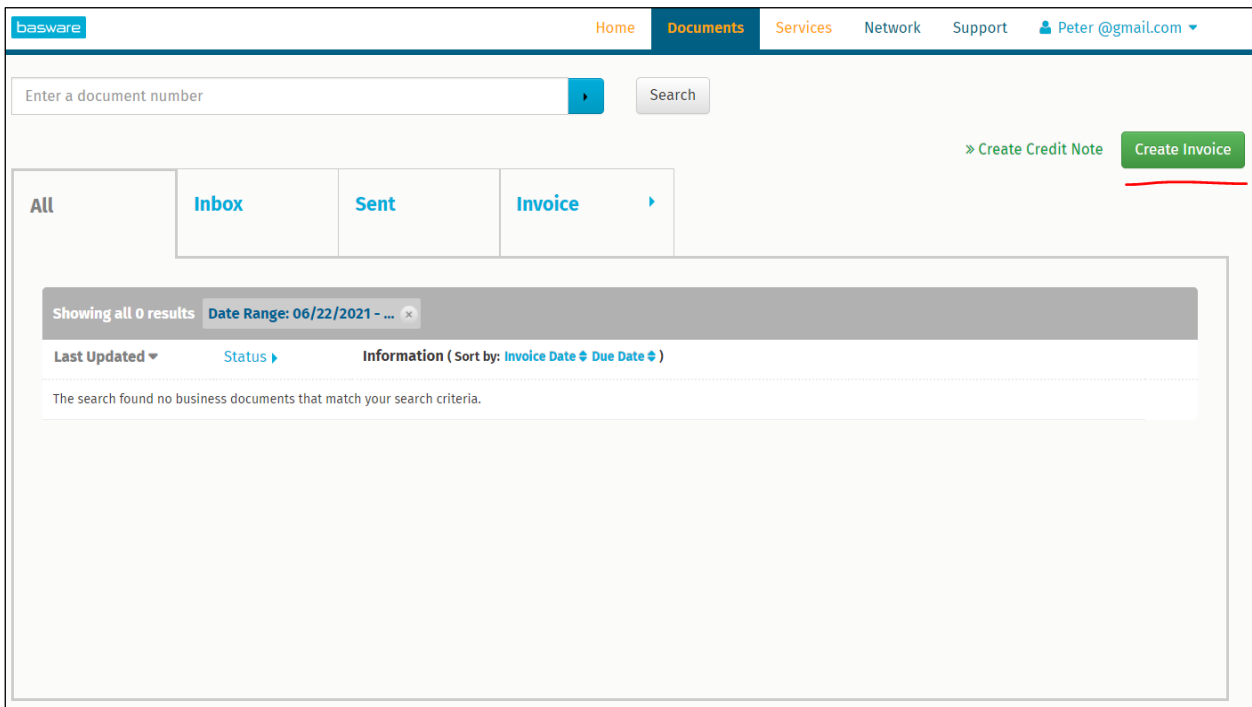 basware Home Documents Services Network Support Peter @gmail.com
Enter a document number Search
» Create Credit Note Create Invoice
All Inbox Sent Invoice
Showing all 0 results Date Range: 06/22/2021 - ... ×
Last Updated Status Information ( Sort by: Invoice Date Due Date )
The search found no business documents that match your search criteria.